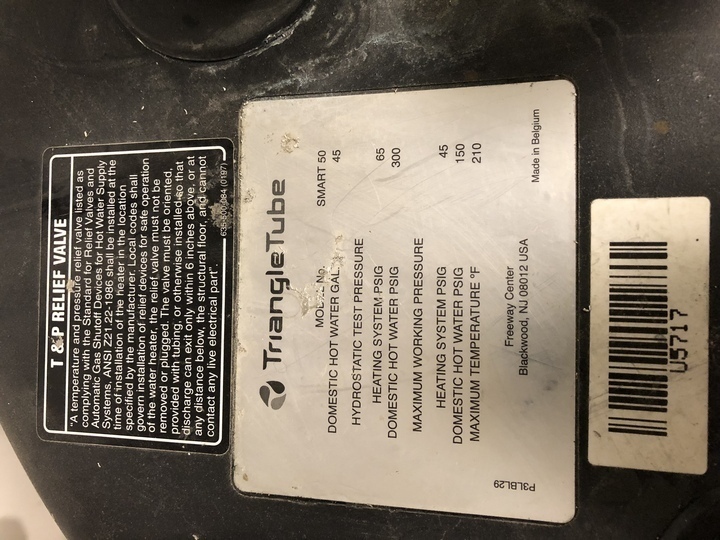 T & P RELIEF VALVE
"A temperature and pressure relief valve listed as
complying with the Standard for Relief Valves and
Automatic Gas Shutoff Devices for Hot Water Supply
Systems, ANSI Z21.22-1986 shall be installed at the
time of installation of the heater in the location
specified by the manufacturer. Local codes shall
govern installation of relief devices for safe operation
of the water heater, the relief valve must not be
removed or plugged. The valve must be oriented,
provided with tubing, or otherwise installed so that
discharge can exit only within 6 inches above, or at
any distance below, the structural floor, and cannot
contact any live electrical part".
(0197)
TriangleTube
MODEL No. SMART 50
DOMESTIC HOT WATER GAL. 45
HYDROSTATIC TEST PRESSURE
HEATING SYSTEM PSIG 65
DOMESTIC HOT WATER PSIG 300
MAXIMUM WORKING PRESSURE
HEATING SYSTEM PSIG 45
DOMESTIC HOT WATER PSIG 150
MAXIMUM TEMPERATURE °F 210
Freeway Center
Blackwood, NJ 08012 USA
P3LBL29
Made in Belgium
U5717